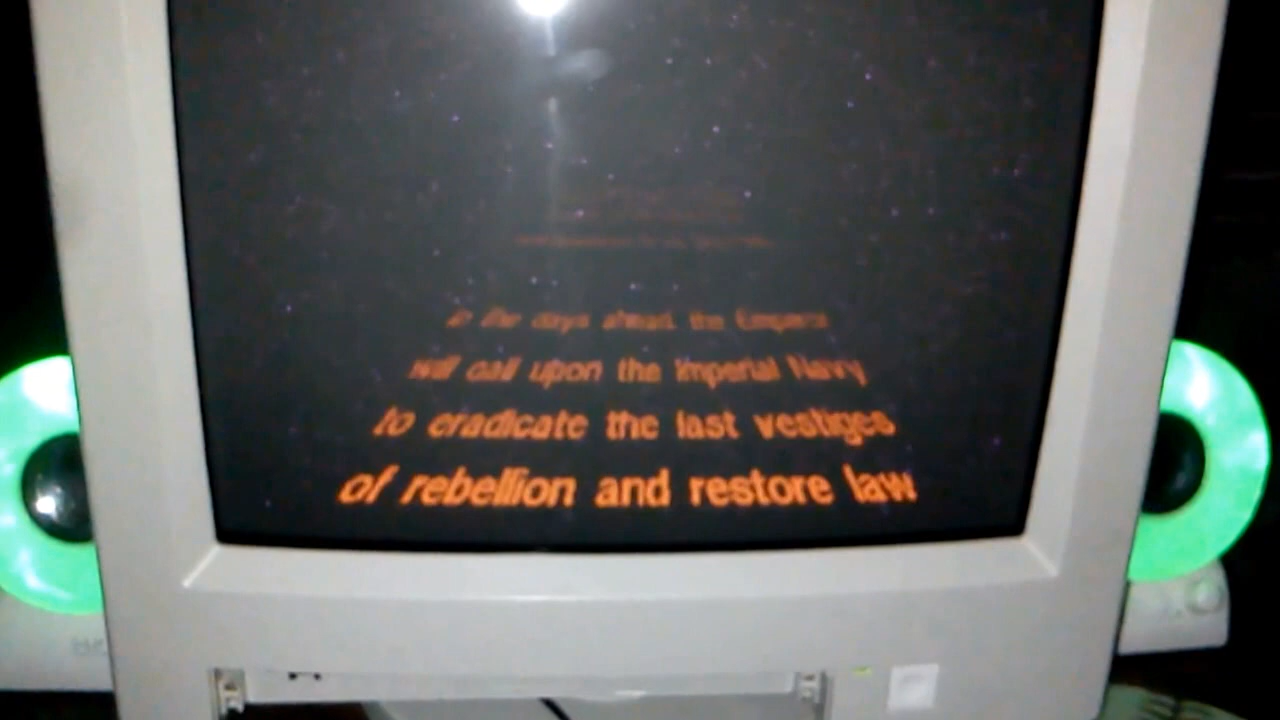 In the days ahead, the Emperor
will call upon the Imperial Navy
to eradicate the last vestiges
of rebellion and restore law